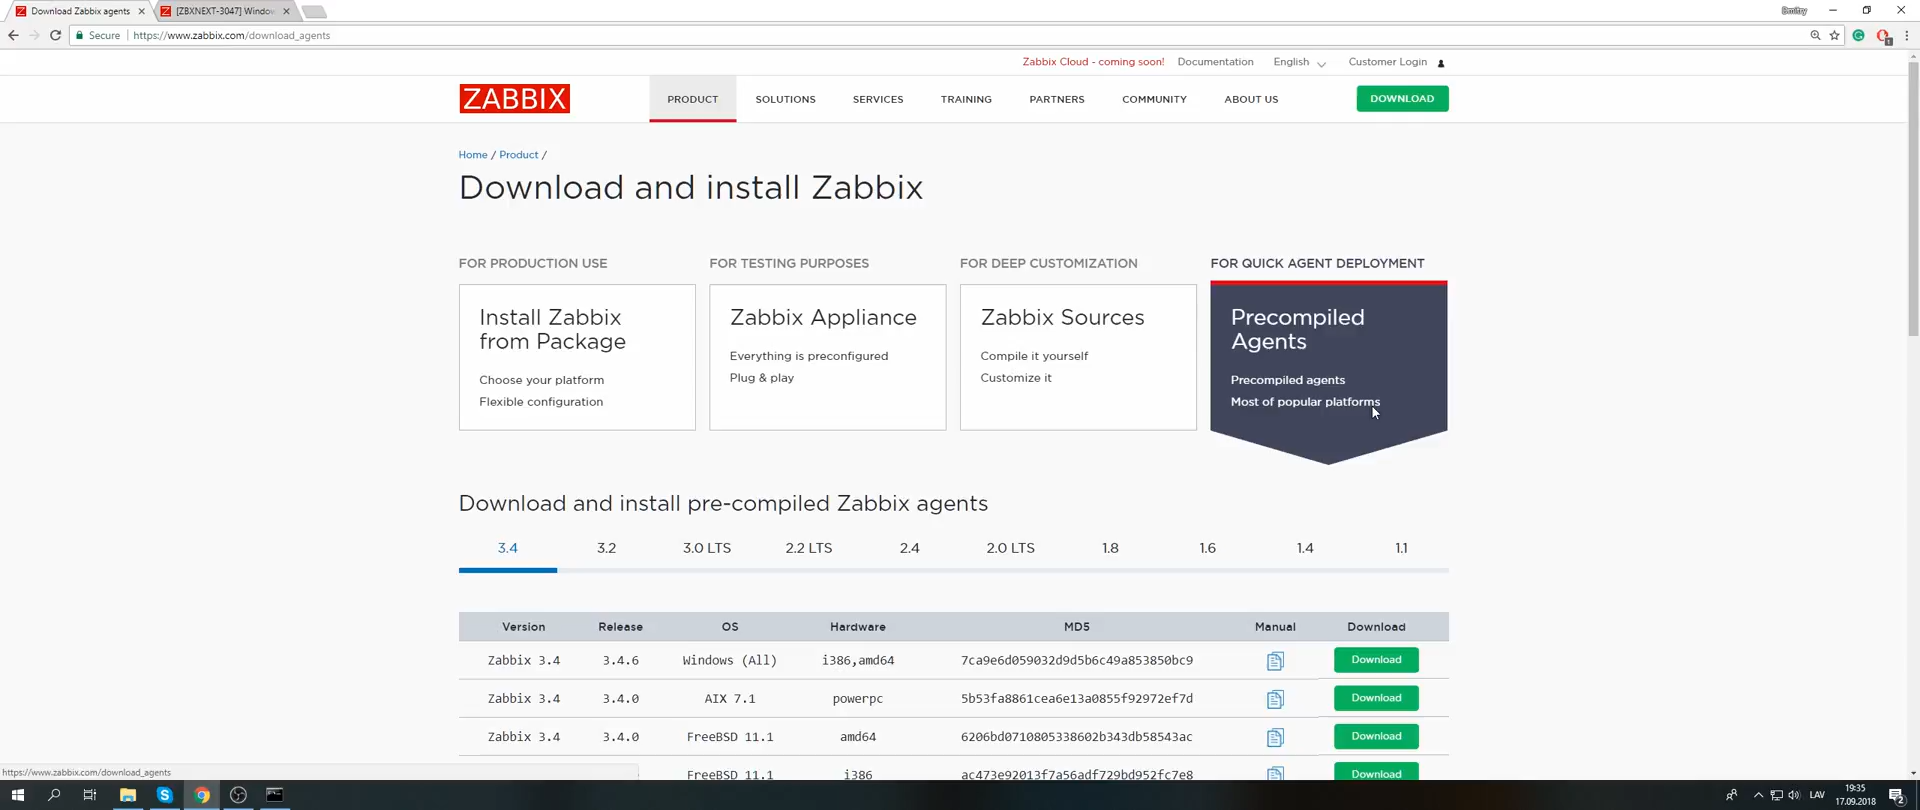 Download Zabbix agents
[ZBXNEXT-3047] Window
Dmitry
Secure
https://www.zabbix.com/download_agents
Zabbix Cloud - coming soon! Documentation English Customer Login
ZABBIX
PRODUCT SOLUTIONS SERVICES TRAINING PARTNERS COMMUNITY ABOUT US DOWNLOAD
Home / Product /
Download and install Zabbix
FOR PRODUCTION USE
Install Zabbix
from Package
Choose your platform
Flexible configuration
FOR TESTING PURPOSES
Zabbix Appliance
Everything is preconfigured
Plug & play
FOR DEEP CUSTOMIZATION
Zabbix Sources
Compile it yourself
Customize it
FOR QUICK AGENT DEPLOYMENT
Precompiled
Agents
Precompiled agents
Most of popular platforms
Download and install pre-compiled Zabbix agents
3.4 3.2 3.0 LTS 2.2 LTS 2.4 2.0 LTS 1.8 1.6 1.4 1.1
Version Release OS Hardware MD5 Manual Download
Zabbix 3.4 3.4.6 Windows (All) i386,amd64 7ca9e6d059032d9d5b6c49a853850bc9 Download
Zabbix 3.4 3.4.0 AIX 7.1 powerpc 5b53fa8861cea6e13a0855f92972ef7d Download
Zabbix 3.4 3.4.0 FreeBSD 11.1 amd64 6206bd0710805338602b343db58543ac Download
FreeBSD 11.1 i386 ac473e92013f7a56adf729bd952fc7e8 Download
https://www.zabbix.com/download_agents
LAV
19:35
17.09.2018